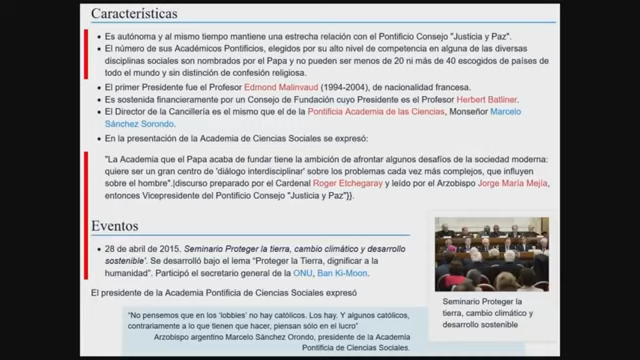 Características
Es autónoma y al mismo tiempo mantiene una estrecha relación con el Pontificio Consejo "Justicia y Paz".
El número de sus Académicos Pontificios, elegidos por su alto nivel de competencia en alguna de las diversas
disciplinas sociales son nombrados por el Papa y no pueden ser menos de 20 ni más de 40 escogidos de países de
todo el mundo y sin distinción de confesión religiosa.
El primer Presidente fue el Profesor Edmond Malinvaud (1994-2004), de nacionalidad francesa.
Es sostenida financieramente por un Consejo de Fundación cuyo Presidente es el Profesor Herbert Batliner.
El Director de la Cancillería es el mismo que el de la Pontificia Academia de las Ciencias, Monseñor Marcelo
Sánchez Sorondo.
En la presentación de la Academia de Ciencias Sociales se expresó:
"La Academia que el Papa acaba de fundar tiene la ambición de afrontar algunos desafíos de la sociedad moderna:
quiere ser un gran centro de 'diálogo interdisciplinar' sobre los problemas cada vez más complejos, que influyen
sobre el hombre".|discurso preparado por el Cardenal Roger Etchegaray y leído por el Arzobispo Jorge María Mejía,
entonces Vicepresidente del Pontificio Consejo "Justicia y Paz"}}.
Eventos
28 de abril de 2015. Seminario Proteger la tierra, cambio climático y desarrollo
sostenible'. Se desarrolló bajo el lema “Proteger la Tierra, dignificar a la
humanidad”. Participó el secretario general de la ONU, Ban Ki-Moon.
El presidente de la Academia Pontificia de Ciencias Sociales expresó
“No pensemos que en los 'lobbies' no hay católicos. Los hay. Y algunos católicos,
contrariamente a lo que tienen que hacer, piensan sólo en el lucro”
Arzobispo argentino Marcelo Sánchez Orondo, presidente de la Academia
Pontificia de Ciencias Sociales.
Seminario Proteger la
tierra, cambio climático y
desarrollo sostenible